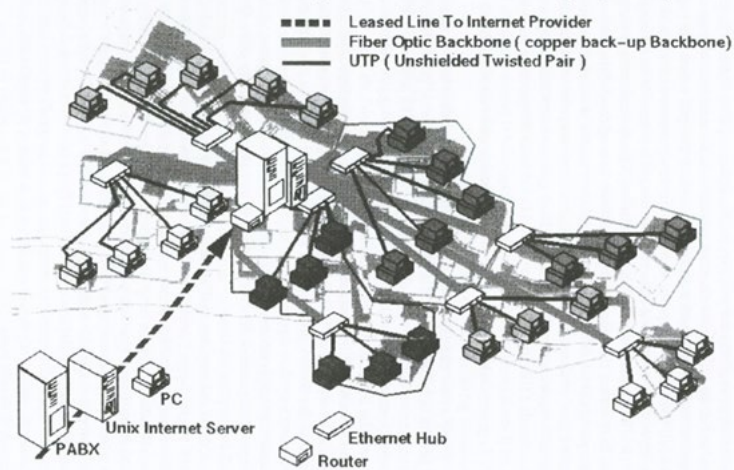 Leased Line To Internet Provider
Fiber Optic Backbone ( copper back-up Backbone)
UTP ( Unshielded Twisted Pair )
PC
Unix Internet Server
PABX
Ethernet Hub
Router